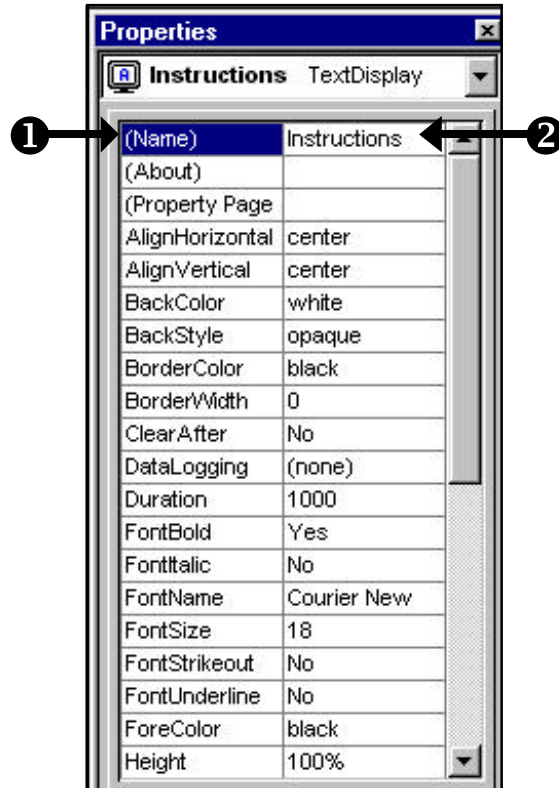 Properties
A Instructions TextDisplay
1 (Name) Instructions 2
(About)
(Property Page
AlignHorizontal center
AlignVertical center
BackColor white
BackStyle opaque
BorderColor black
BorderWidth 0
ClearAfter No
DataLogging (none)
Duration 1000
FontBold Yes
FontItalic No
FontName Courier New
FontSize 18
FontStrikeout No
FontUnderline No
ForeColor black
Height 100%